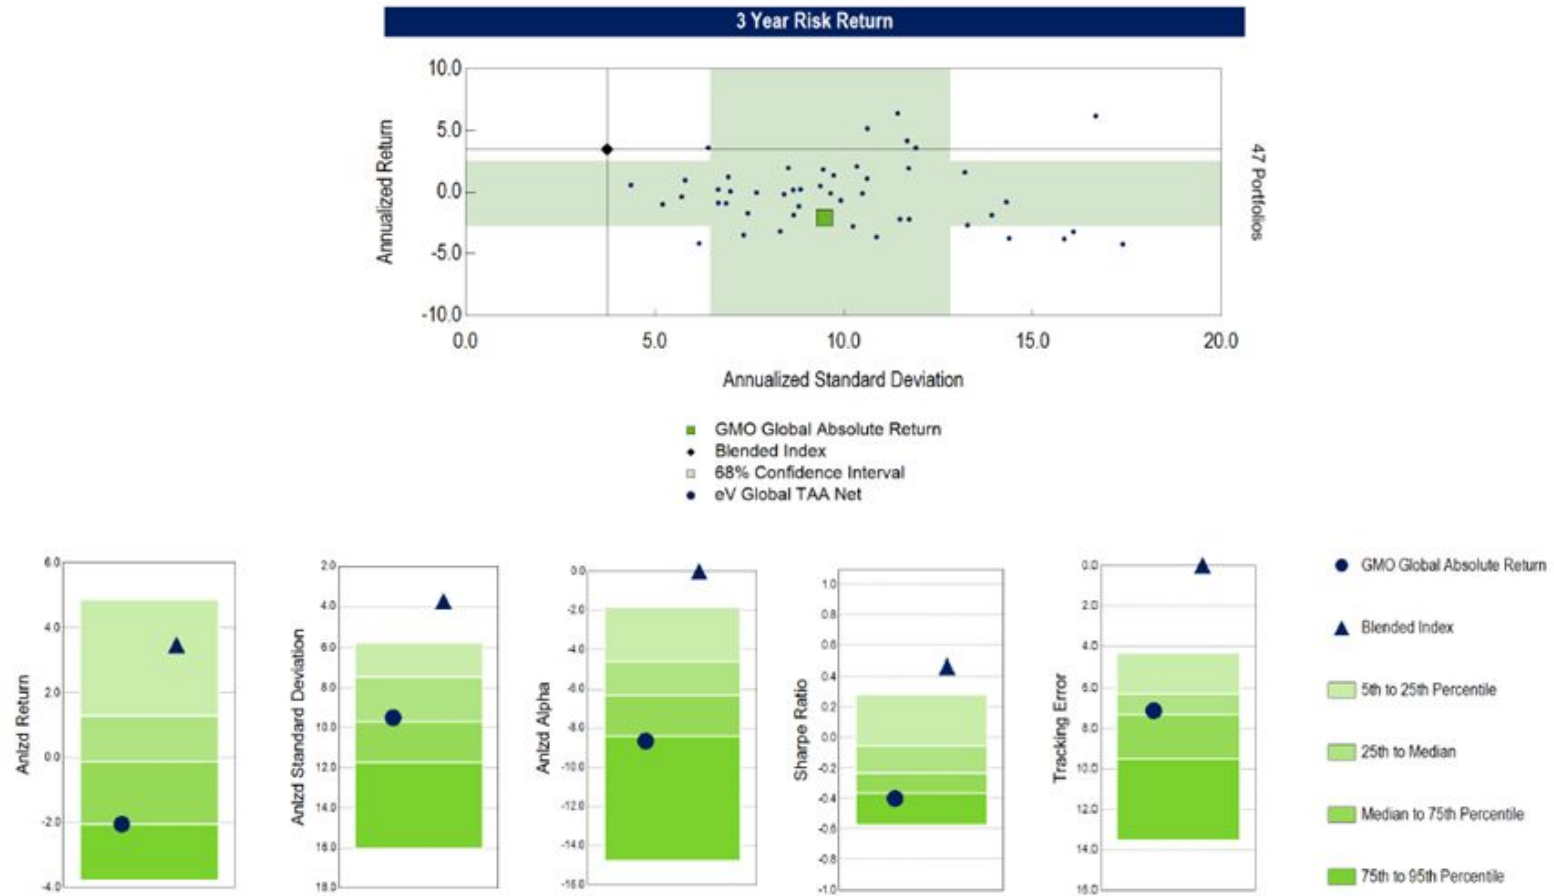 3 Year Risk Return
10.0
5.0
0.0
-5.0
-10.0
Annualized Return
47 Portfolios
0.0 5.0 10.0 15.0 20.0
Annualized Standard Deviation
GMO Global Absolute Return
Blended Index
68% Confidence Interval
eV Global TAA Net
Anlzd Return
6.0
4.0
2.0
0.0
-2.0
-4.0
Anlzd Standard Deviation
2.0
4.0
6.0
8.0
10.0
12.0
14.0
16.0
18.0
Anlzd Alpha
0.0
-2.0
-4.0
-6.0
-8.0
-10.0
-12.0
-14.0
-16.0
Sharpe Ratio
1.0
0.8
0.6
0.4
0.2
0.0
-0.2
-0.4
-0.6
-0.8
-1.0
Tracking Error
0.0
2.0
4.0
6.0
8.0
10.0
12.0
14.0
16.0
GMO Global Absolute Return
Blended Index
5th to 25th Percentile
25th to Median
Median to 75th Percentile
75th to 95th Percentile